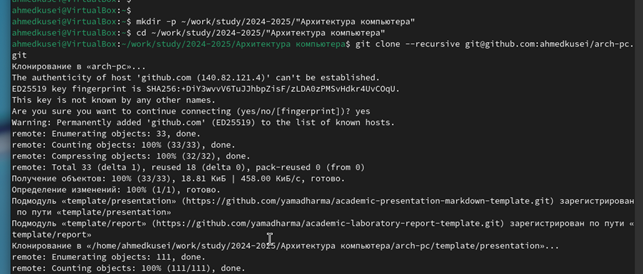 ahmedkusei@VirtualBox:~$
ahmedkusei@VirtualBox:~$ mkdir -p ~/work/study/2024-2025/"Архитектура компьютера"
ahmedkusei@VirtualBox:~$ cd ~/work/study/2024-2025/"Архитектура компьютера"
ahmedkusei@VirtualBox:~/work/study/2024-2025/Архитектура компьютера$ git clone --recursive git@github.com:ahmedkusei/arch-pc.
git
Клонирование в «arch-pc»...
The authenticity of host 'github.com (140.82.121.4)' can't be established.
ED25519 key fingerprint is SHA256:+DiY3wvvV6TuJJhbpZisF/zLDA0zPMSvHdkr4UvCOqU.
This key is not known by any other names.
Are you sure you want to continue connecting (yes/no/[fingerprint])? yes
Warning: Permanently added 'github.com' (ED25519) to the list of known hosts.
remote: Enumerating objects: 33, done.
remote: Counting objects: 100% (33/33), done.
remote: Compressing objects: 100% (32/32), done.
remote: Total 33 (delta 1), reused 18 (delta 0), pack-reused 0 (from 0)
Получение объектов: 100% (33/33), 18.81 КиБ | 458.00 КиБ/с, готово.
Определение изменений: 100% (1/1), готово.
Подмодуль «template/presentation» (https://github.com/yamadharma/academic-presentation-markdown-template.git) зарегистрирован
по пути «template/presentation»
Подмодуль «template/report» (https://github.com/yamadharma/academic-laboratory-report-template.git) зарегистрирован по пути «
template/report»
Клонирование в «/home/ahmedkusei/work/study/2024-2025/Архитектура компьютера/arch-pc/template/presentation»...
remote: Enumerating objects: 111, done.
remote: Counting objects: 100% (111/111), done.